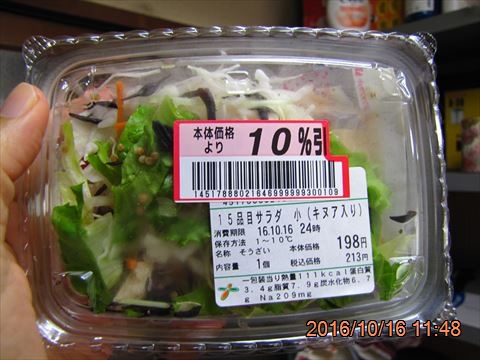 本体価格
より
10%引
1451788802164699999300109
15品目サラダ 小(キヌア入り)
消費期限 16.10.16 24時
保存方法 1~10℃
名称 そうざい 本体価格 198円
内容量 1個 税込価格 213円
一包装当り熱量111kcal蛋白質
3.4g脂質7.9g炭水化物6.7
g Na209mg
2016/10/16 11:48